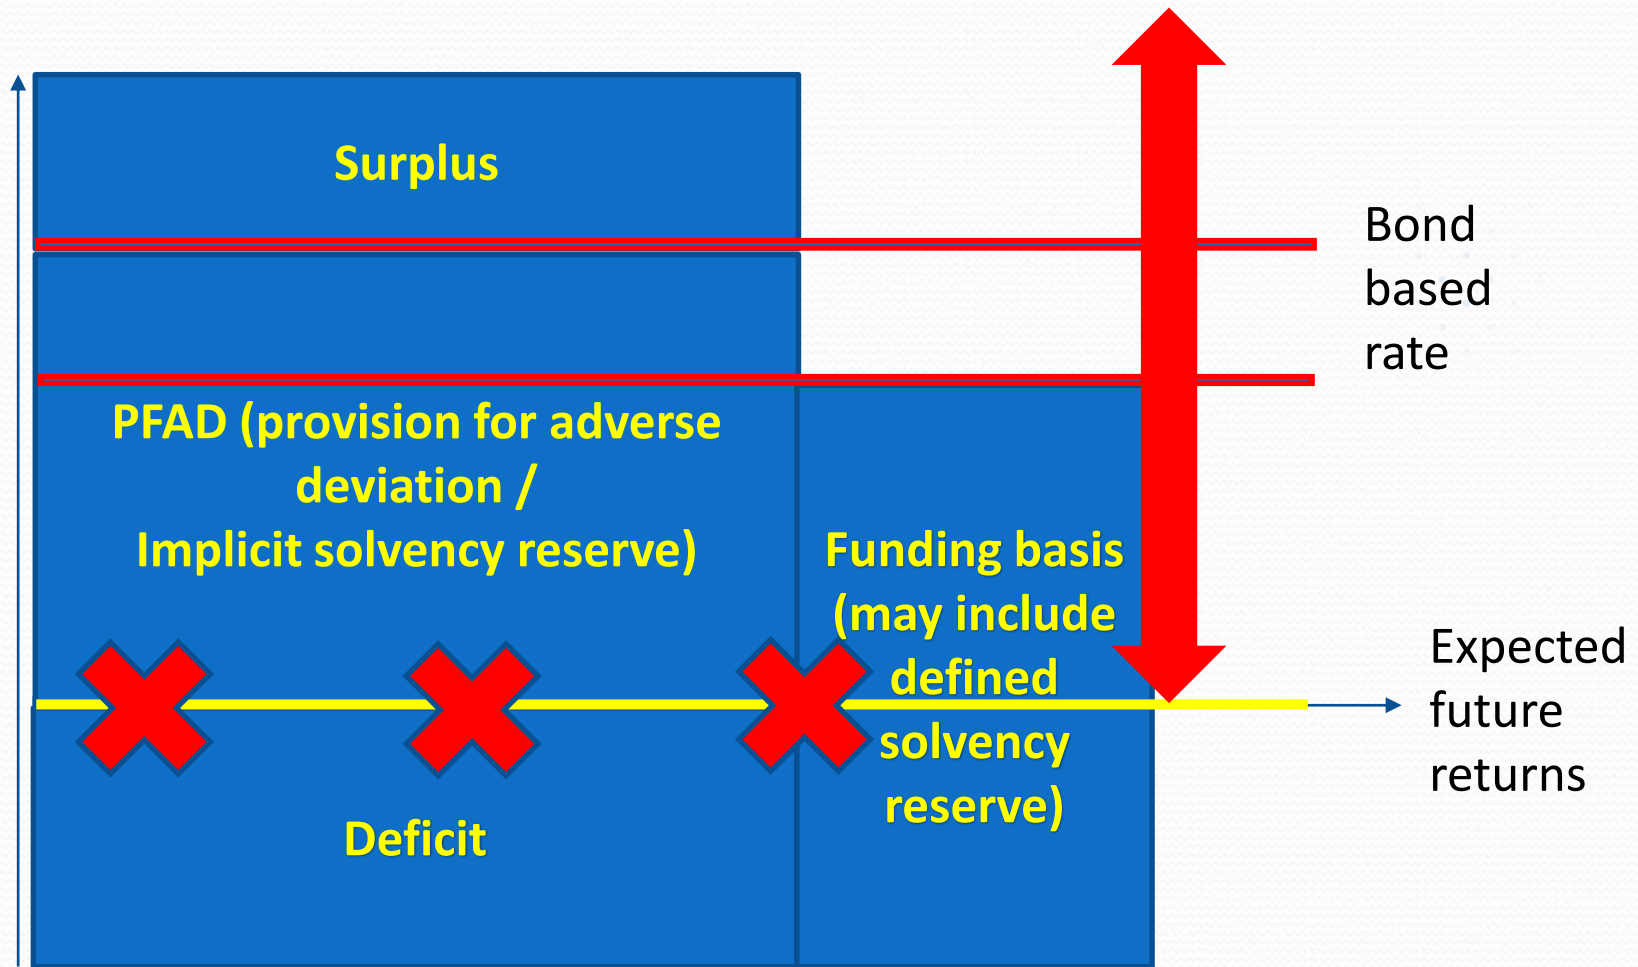 Surplus
Bond
based
rate
PFAD (provision for adverse
deviation /
Implicit solvency reserve)
Funding basis
(may include
defined
solvency
reserve)
Expected
future
returns
Deficit